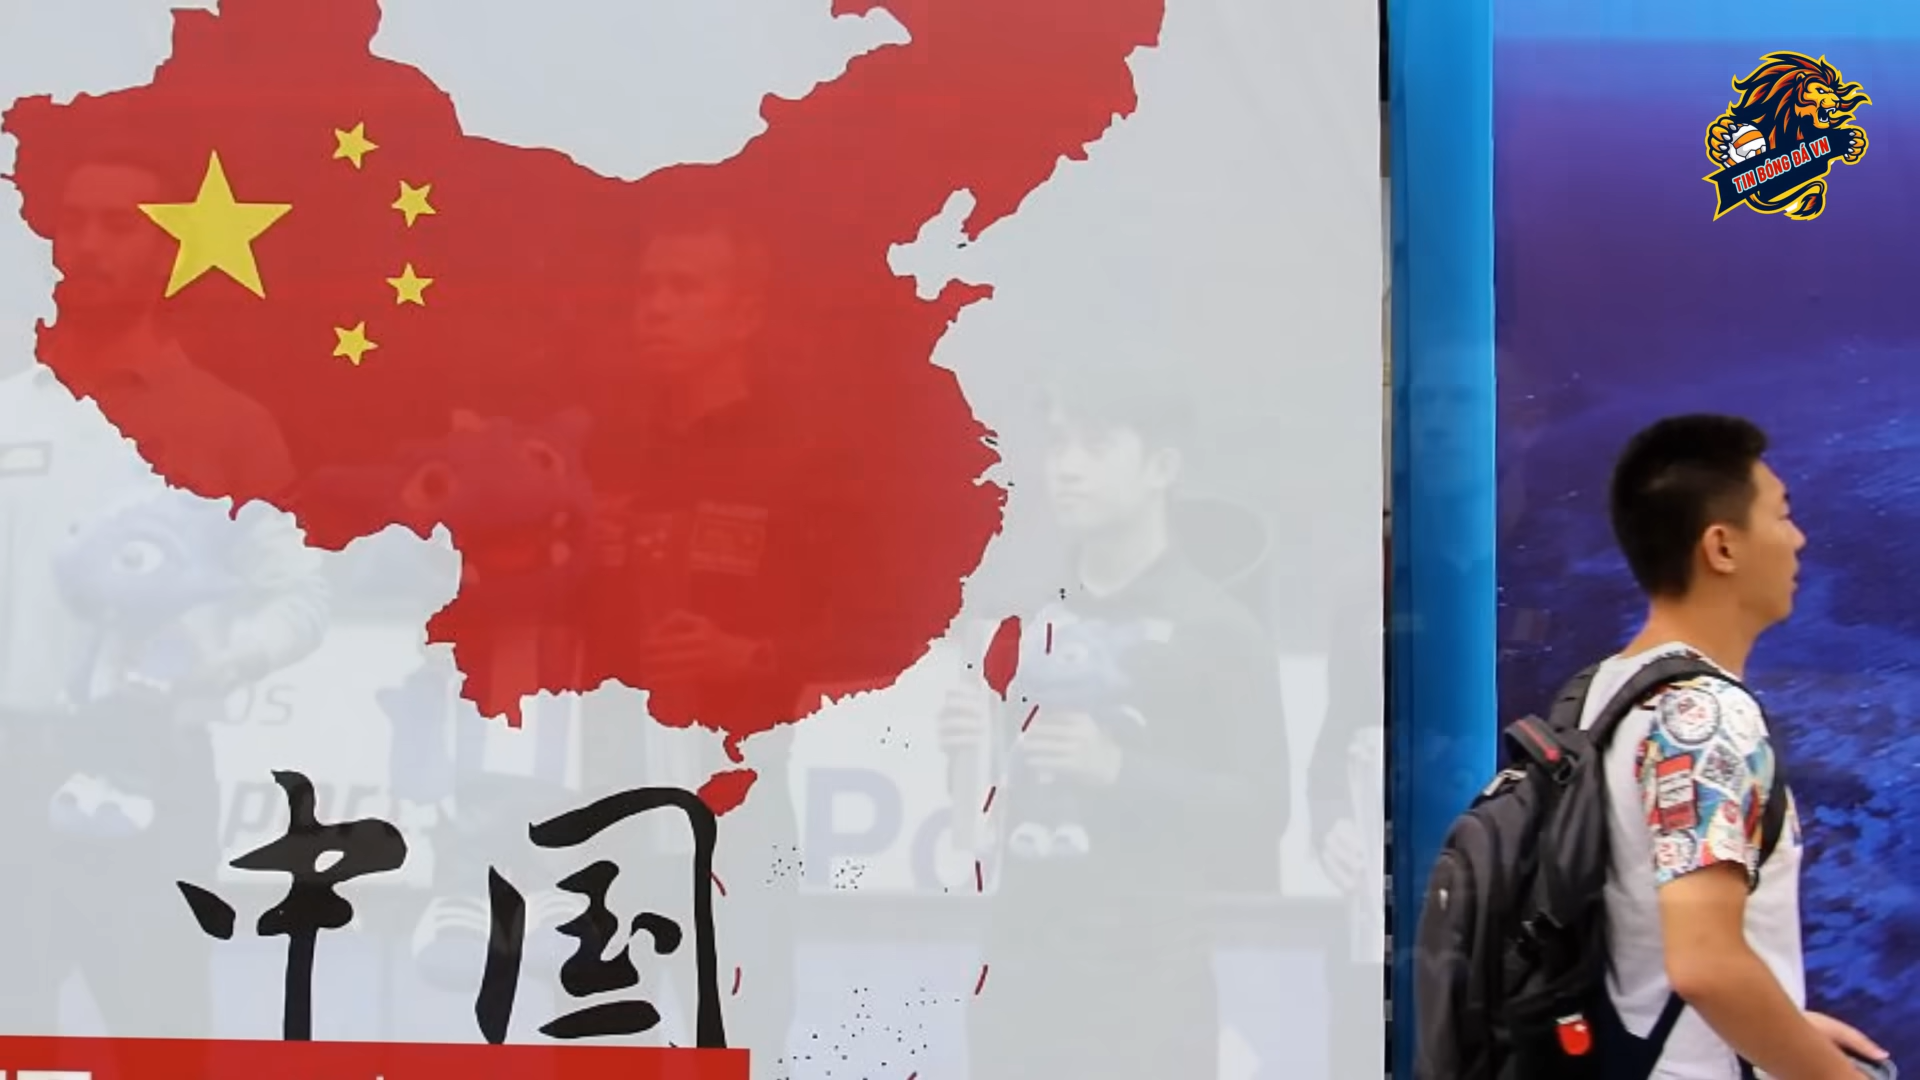 TIN BÓNG ĐÁ VN
中国